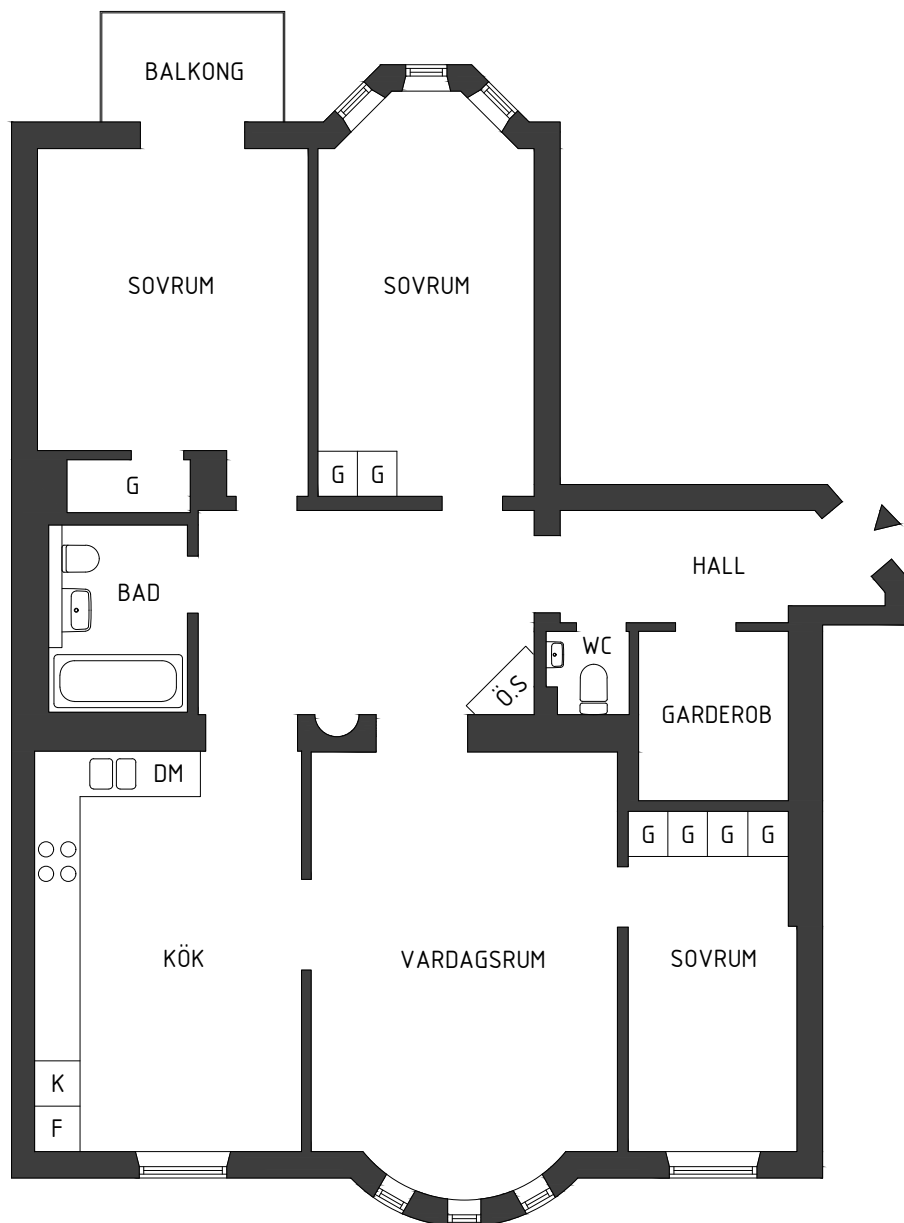 BALKONG
SOVRUM
SOVRUM
G
G G
HALL
BAD
WC
Ö.S
GARDEROB
DM
G G G G
KÖK
VARDAGSRUM
SOVRUM
K
F